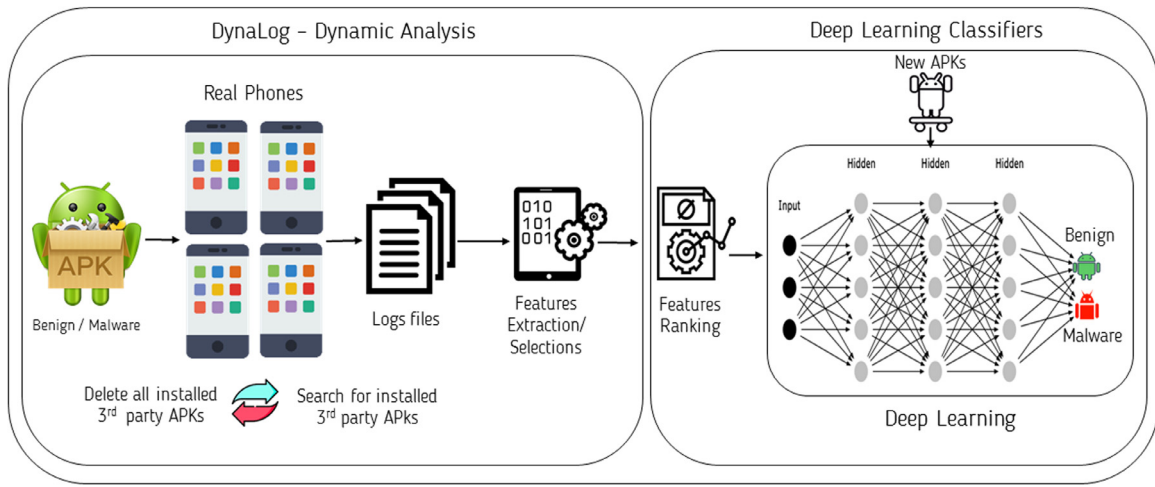 DynaLog – Dynamic Analysis
Real Phones
APK
Benign / Malware
Logs files
010
101
001
Features
Extraction/
Selections
Delete all installed
3rd party APKs
Search for installed
3rd party APks
Deep Learning Classifiers
New APKs
Features
Ranking
Hidden
Hidden
Hidden
Input
Benign
Malware
Deep Learning